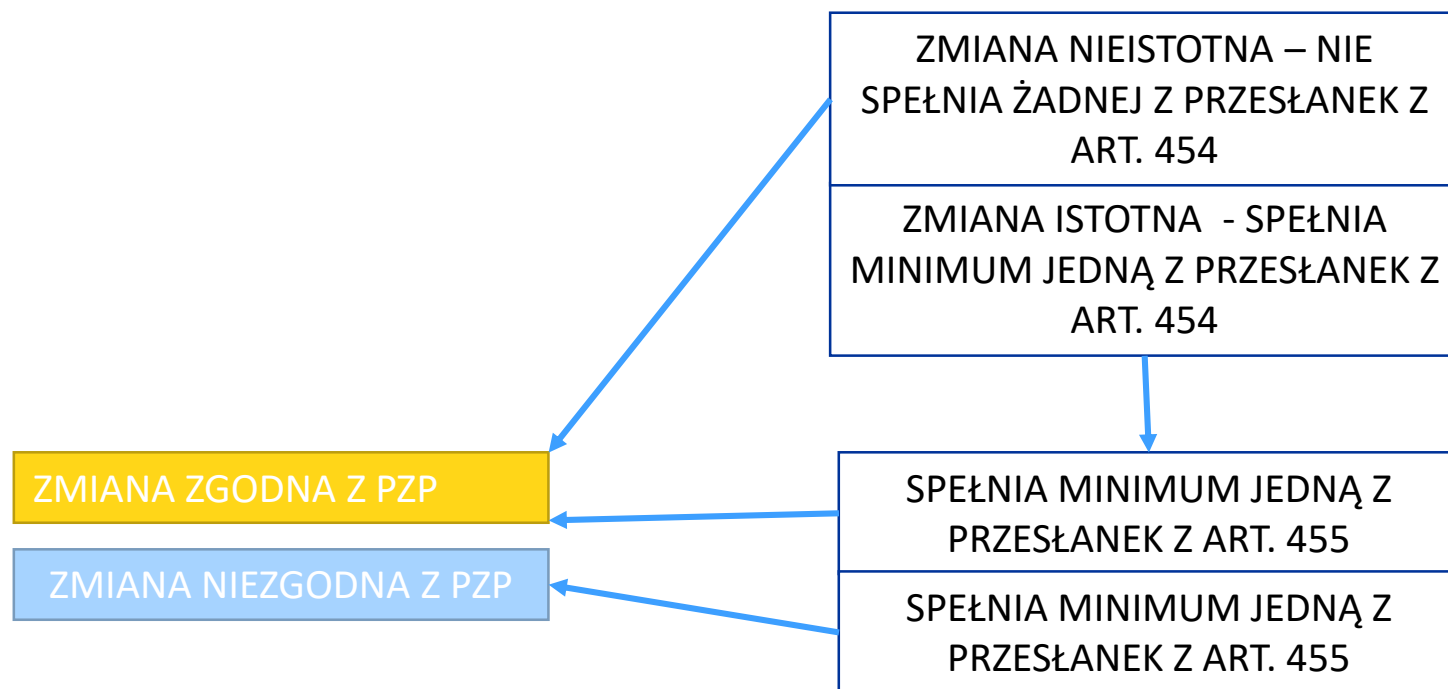 ZMIANA NIEISTOTNA – NIE
SPEŁNIA ŻADNEJ Z PRZESŁANEK Z
ART. 454
ZMIANA ISTOTNA - SPEŁNIA
MINIMUM JEDNĄ Z PRZESŁANEK Z
ART. 454
ZMIANA ZGODNA Z PZP
ZMIANA NIEZGODNA Z PZP
SPEŁNIA MINIMUM JEDNĄ Z
PRZESŁANEK Z ART. 455
SPEŁNIA MINIMUM JEDNĄ Z
PRZESŁANEK Z ART. 455